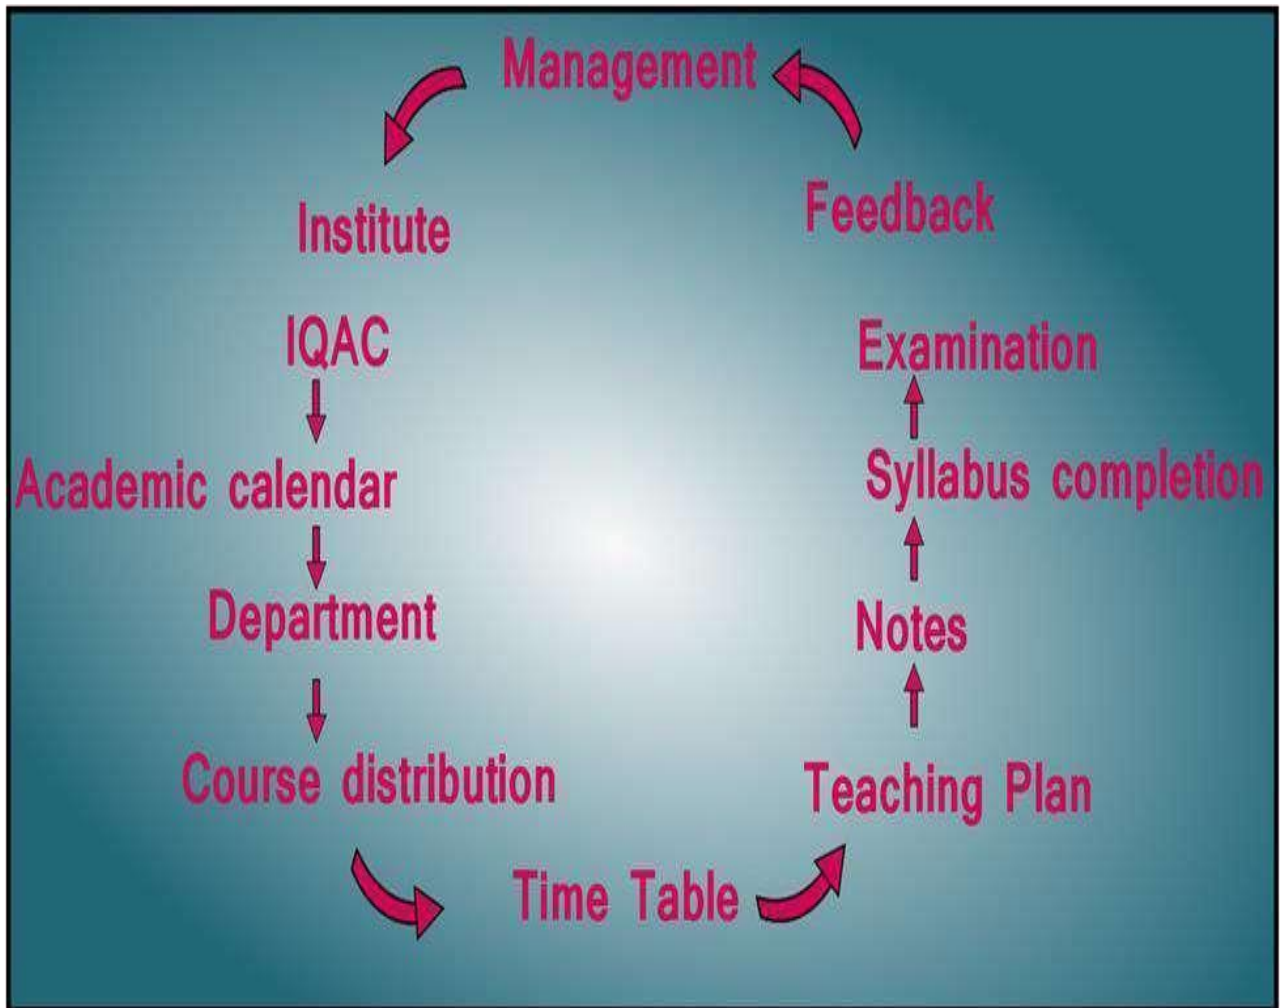 Management
Institute
IQAC
Academic calendar
Department
Course distribution
Time Table
Teaching Plan
Notes
Syllabus completion
Examination
Feedback